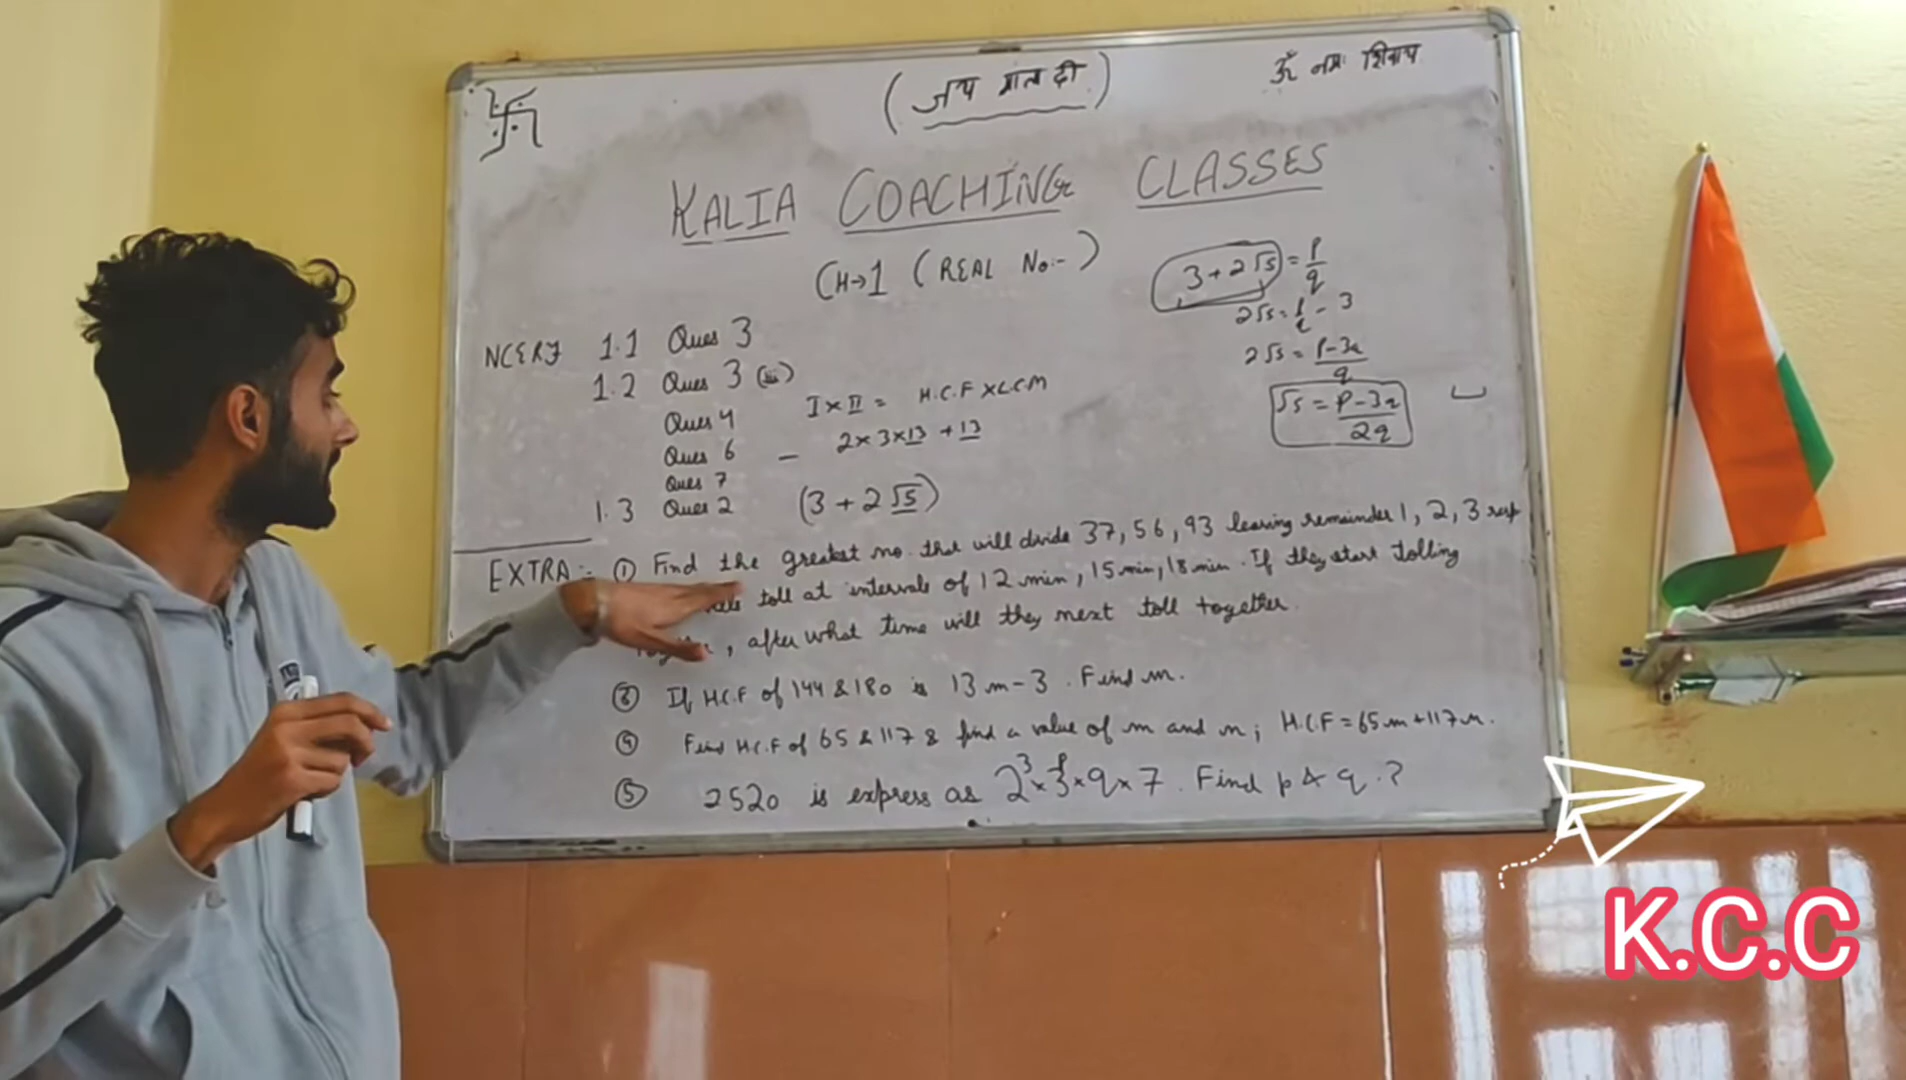 (जय माता दी)
ॐ नमः शिवाय
KALIA COACHING CLASSES
CH→1 (REAL No:-)
3+2√5 = p/q
2√5 = p/q - 3
2√5 = p-3q/q
√5 = p-3q/2q
NCERT 1.1 Ques 3
1.2 Ques 3 (iii)
Ques 4 I×II = H.C.F×LCM
Ques 6 — 2×3×13 +13
Ques 7
1.3 Ques 2 (3+2√5)
EXTRA:- ① Find the greatest no. that will divide 37, 56, 93 leaving remainder 1, 2, 3 resp
toll at intervals of 12 min, 15 min, 18 min. If they start tolling
, after what time will they next toll together.
③ If H.C.F of 144 & 180 is 13m-3. Find m.
④ Find H.C.F of 65 & 117 & find a value of m and n; H.C.F = 65m+117n.
⑤ 2520 is express as 2³×3ᵖ×q×7. Find p & q.?
K.C.C